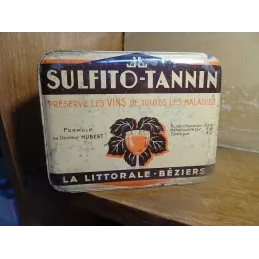 SULFITO-TANNIN
PRÉSERVE LES VINS DE TOUTES LES MALADIES
FORMULE
du Docteur HUBERT
LA LITTORALE - BÉZIERS